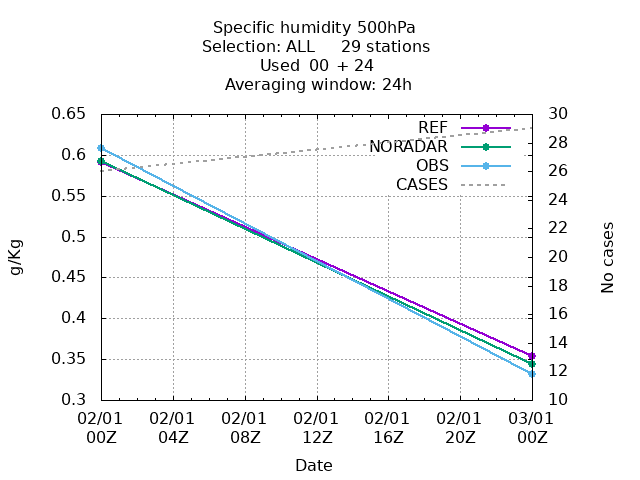 Specific humidity 500hPa
Selection: ALL 29 stations
Used 00 + 24
Averaging window: 24h
0.65
0.6
0.55
0.5
0.45
0.4
0.35
0.3
g/Kg
30
28
26
24
22
20
18
16
14
12
10
No cases
REF
NORADAR
OBS
CASES
02/01 02/01 02/01 02/01 02/01 02/01 03/01
00Z 04Z 08Z 12Z 16Z 20Z 00Z
Date